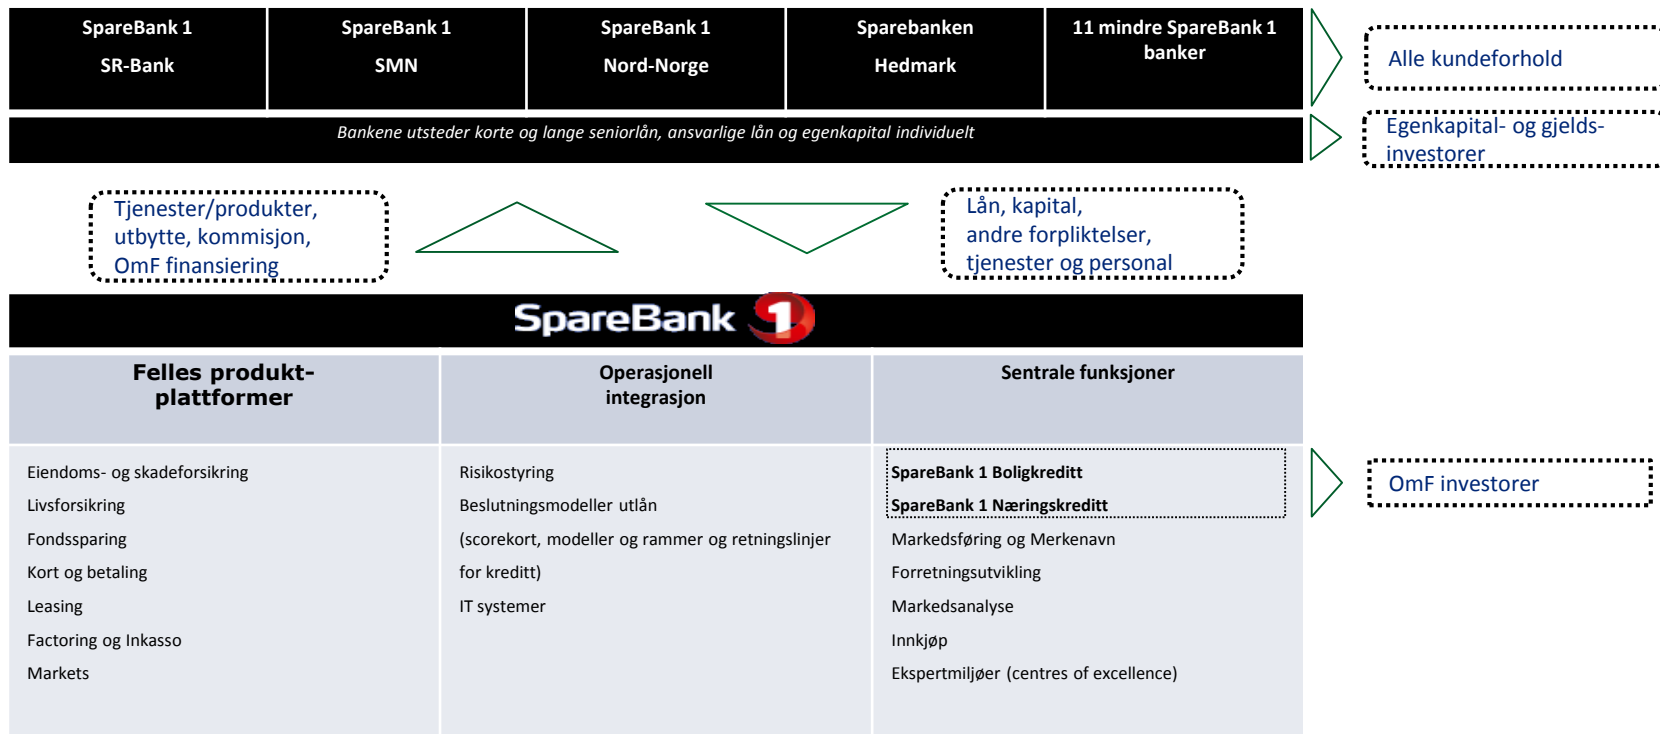 SpareBank 1
SR-Bank
SpareBank 1
SMN
SpareBank 1
Nord-Norge
Sparebanken
Hedmark
11 mindre SpareBank 1
banker
Alle kundeforhold
Bankene utsteder korte og lange seniorlån, ansvarlige lån og egenkapital individuelt
Egenkapital- og gjelds-
investorer
Tjenester/produkter,
utbytte, kommisjon,
OmF finansiering
Lån, kapital,
andre forpliktelser,
tjenester og personal
SpareBank 1
Felles produkt-
plattformer
Operasjonell
integrasjon
Sentrale funksjoner
Eiendoms- og skadeforsikring
Livsforsikring
Fondssparing
Kort og betaling
Leasing
Factoring og Inkasso
Markets
Risikostyring
Beslutningsmodeller utlån
(scorekort, modeller og rammer og retningslinjer
for kreditt)
IT systemer
SpareBank 1 Boligkreditt
SpareBank 1 Næringskreditt
Markedsføring og Merkenavn
Forretningsutvikling
Markedsanalyse
Innkjøp
Ekspertmiljøer (centres of excellence)
OmF investorer